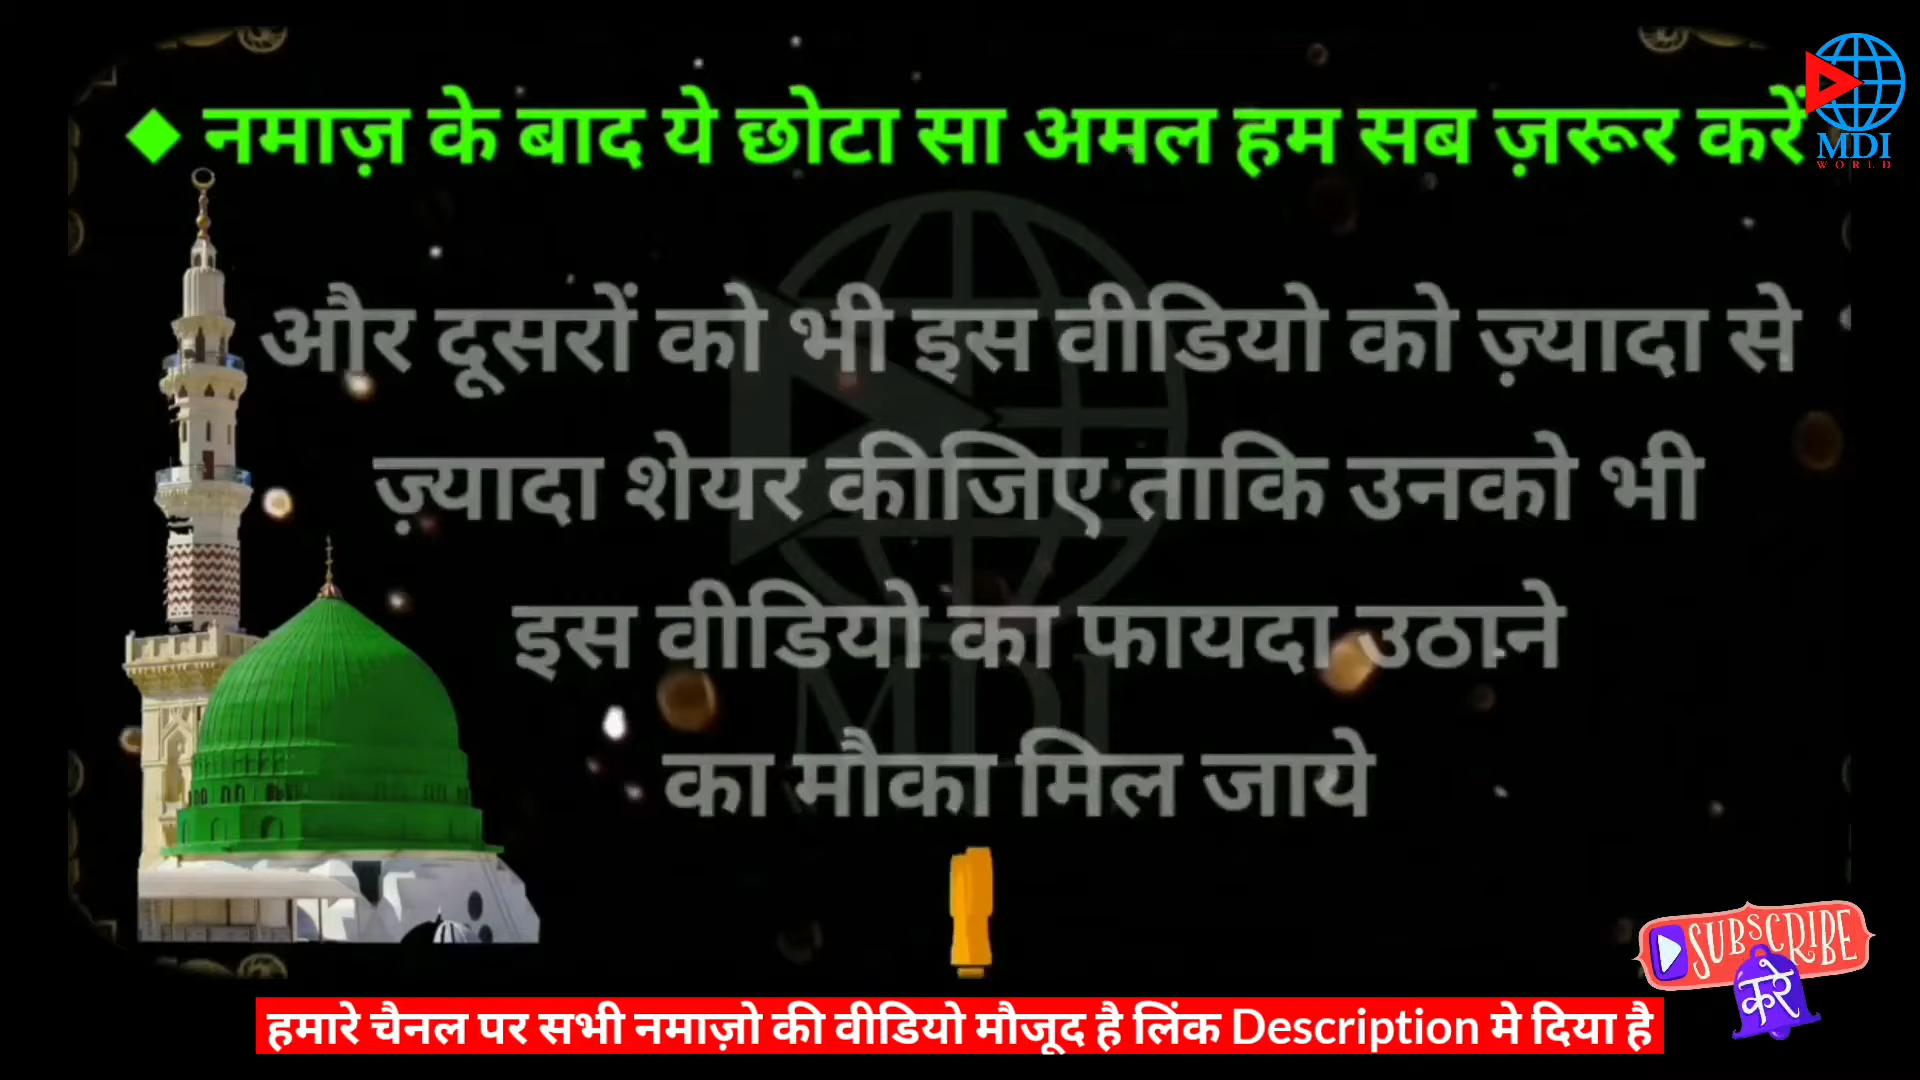 ◆ नमाज़ के बाद ये छोटा सा अमल हम सब ज़रूर करें
MDI
WORLD
और दूसरों को भी इस वीडियो को ज़्यादा से
ज़्यादा शेयर कीजिए ताकि उनको भी
इस वीडियो का फायदा उठाने
का मौका मिल जाये
MDI
SUBSCRIBE
करे
हमारे चैनल पर सभी नमाज़ो की वीडियो मौजूद है लिंक Description मे दिया है